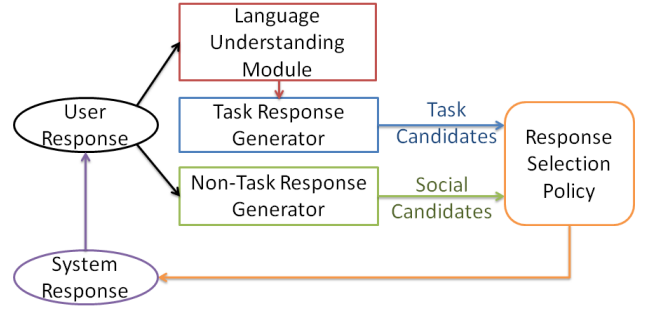 Language
Understanding
Module
User
Response
Task Response
Generator
Task
Candidates
Response
Selection
Policy
Non-Task Response
Generator
Social
Candidates
System
Response